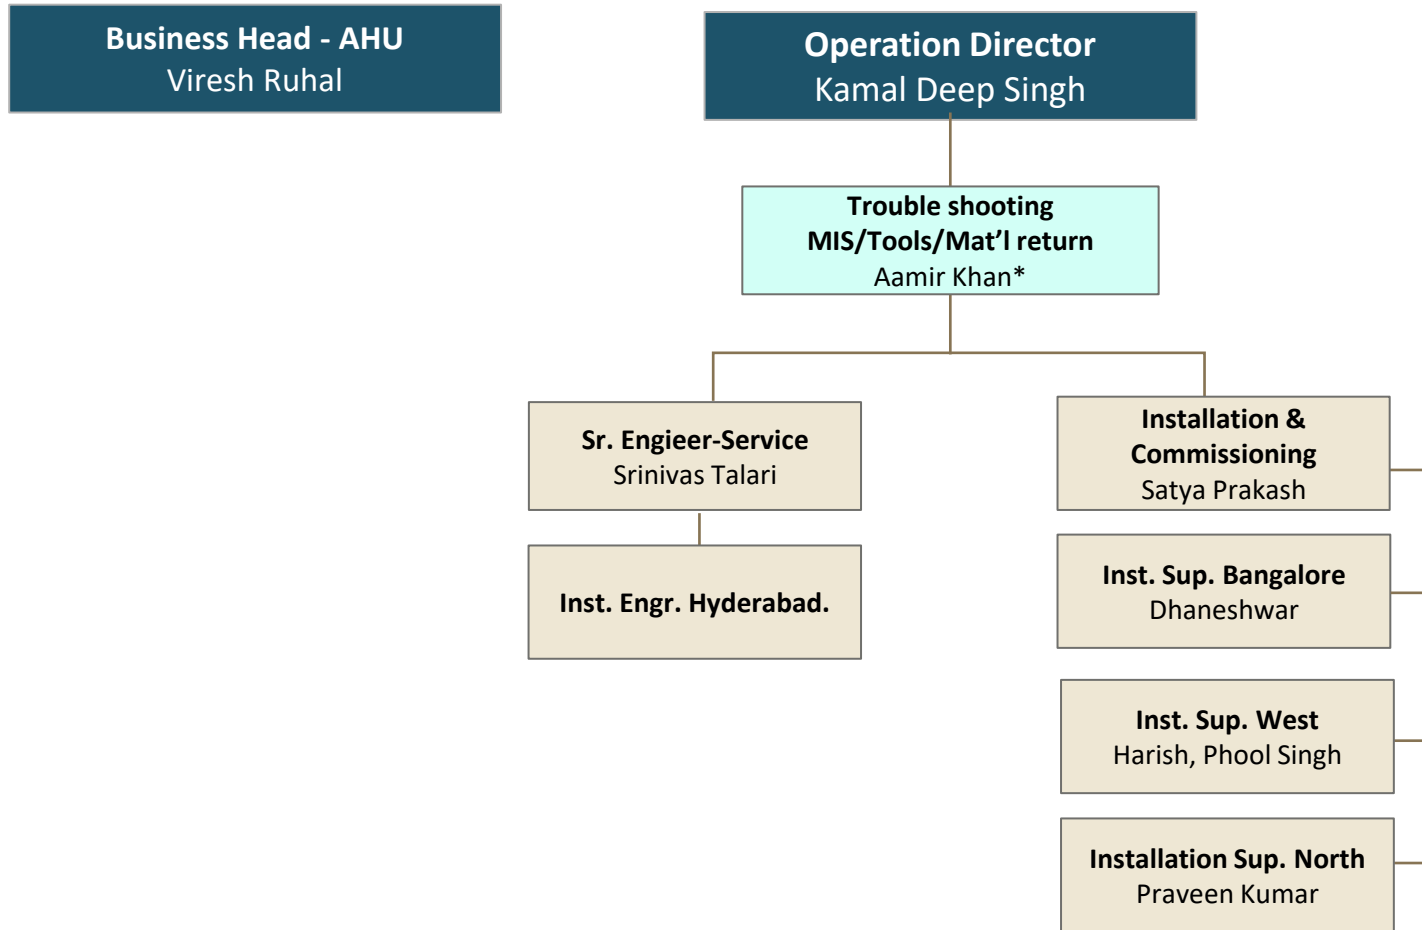 Business Head - AHU
Viresh Ruhal
Operation Director
Kamal Deep Singh
Trouble shooting
MIS/Tools/Mat’l return
Aamir Khan*
Sr. Engieer-Service
Srinivas Talari
Inst. Engr. Hyderabad.
Installation &
Commissioning
Satya Prakash
Inst. Sup. Bangalore
Dhaneshwar
Inst. Sup. West
Harish, Phool Singh
Installation Sup. North
Praveen Kumar